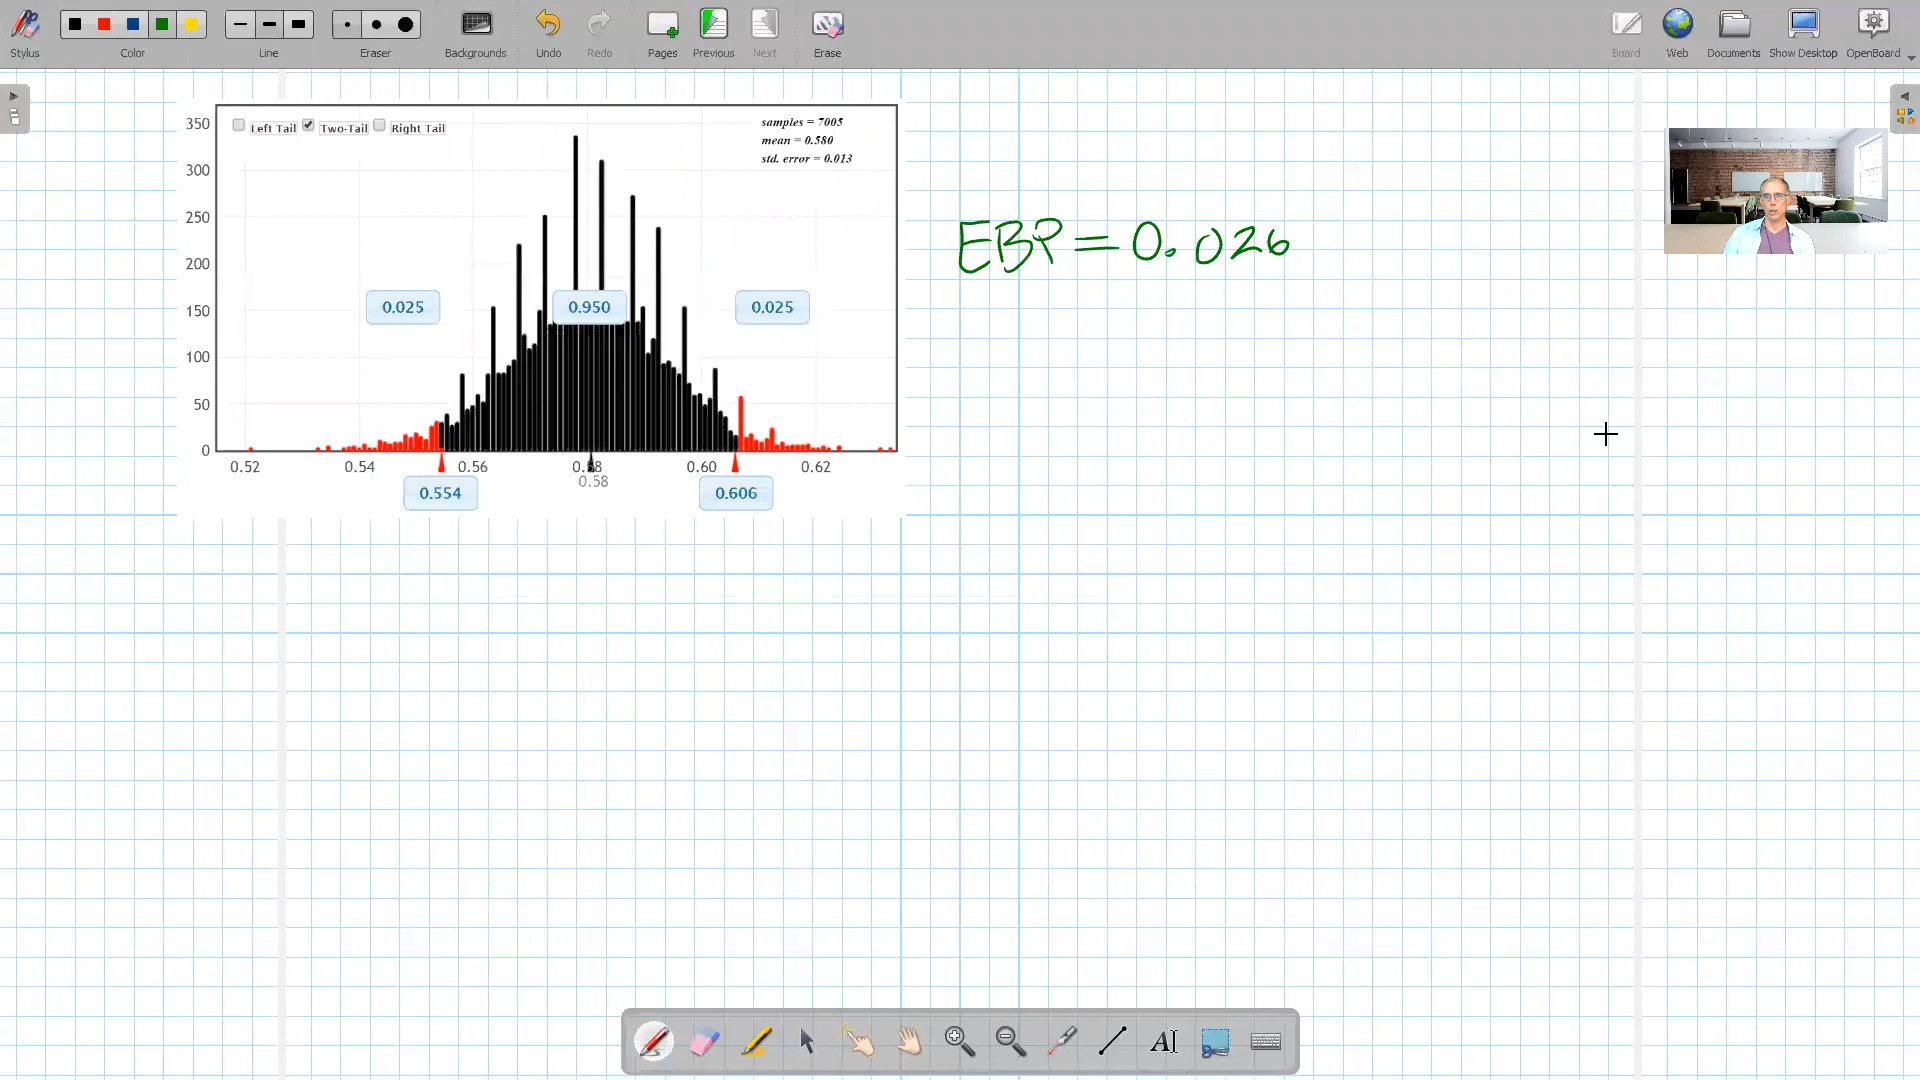 Stylus
Color
Line
Eraser
Backgrounds
Undo
Redo
Pages
Previous
Next
Erase
Board
Web
Documents
Show Desktop
OpenBoard
350
300
250
200
150
100
50
0
Left Tail
Two-Tail
Right Tail
samples = 7005
mean = 0.580
std. error = 0.013
0.025
0.950
0.025
0.52
0.54
0.56
0.58
0.60
0.62
0.58
0.554
0.606
EBP = 0.026